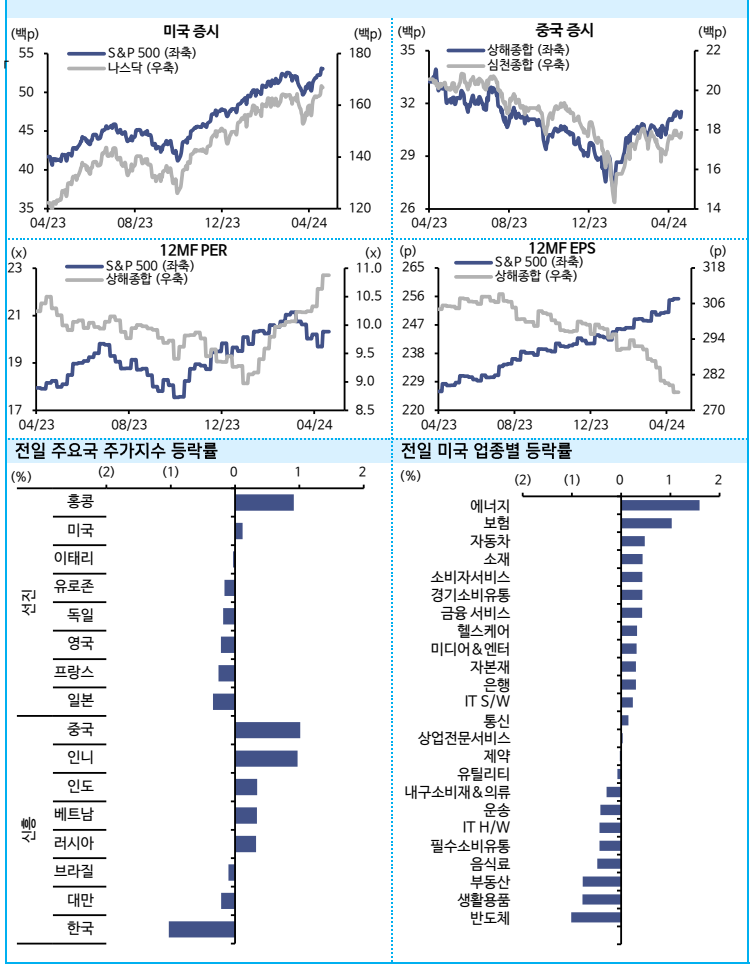 미국 증시
(백p)
(백p)
S&P 500 (좌축)
나스닥 (우축)
55
50
45
40
35
180
160
140
120
04/23
08/23
12/23
04/24
중국 증시
(백p)
(백p)
상해종합 (좌축)
심천종합 (우축)
35
32
29
26
22
20
18
16
14
04/23
08/23
12/23
04/24
12MF PER
(x)
(x)
S&P 500 (좌축)
상해종합 (우축)
23
21
19
17
11.0
10.5
10.0
9.5
9.0
8.5
04/23
08/23
12/23
04/24
12MF EPS
(p)
(p)
S&P 500 (좌축)
상해종합 (우축)
265
256
247
238
229
220
318
306
294
282
270
04/23
08/23
12/23
04/24
전일 주요국 주가지수 등락률
(%)
(2)
(1)
0
1
2
선진
홍콩
미국
이태리
유로존
독일
영국
프랑스
일본
신흥
중국
인니
인도
베트남
러시아
브라질
대만
한국
전일 미국 업종별 등락률
(%)
(2)
(1)
0
1
2
에너지
보험
자동차
소재
소비자서비스
경기소비유통
금융 서비스
헬스케어
미디어&엔터
자본재
은행
IT S/W
통신
상업전문서비스
제약
유틸리티
내구소비재&의류
운송
IT H/W
필수소비유통
음식료
부동산
생활용품
반도체